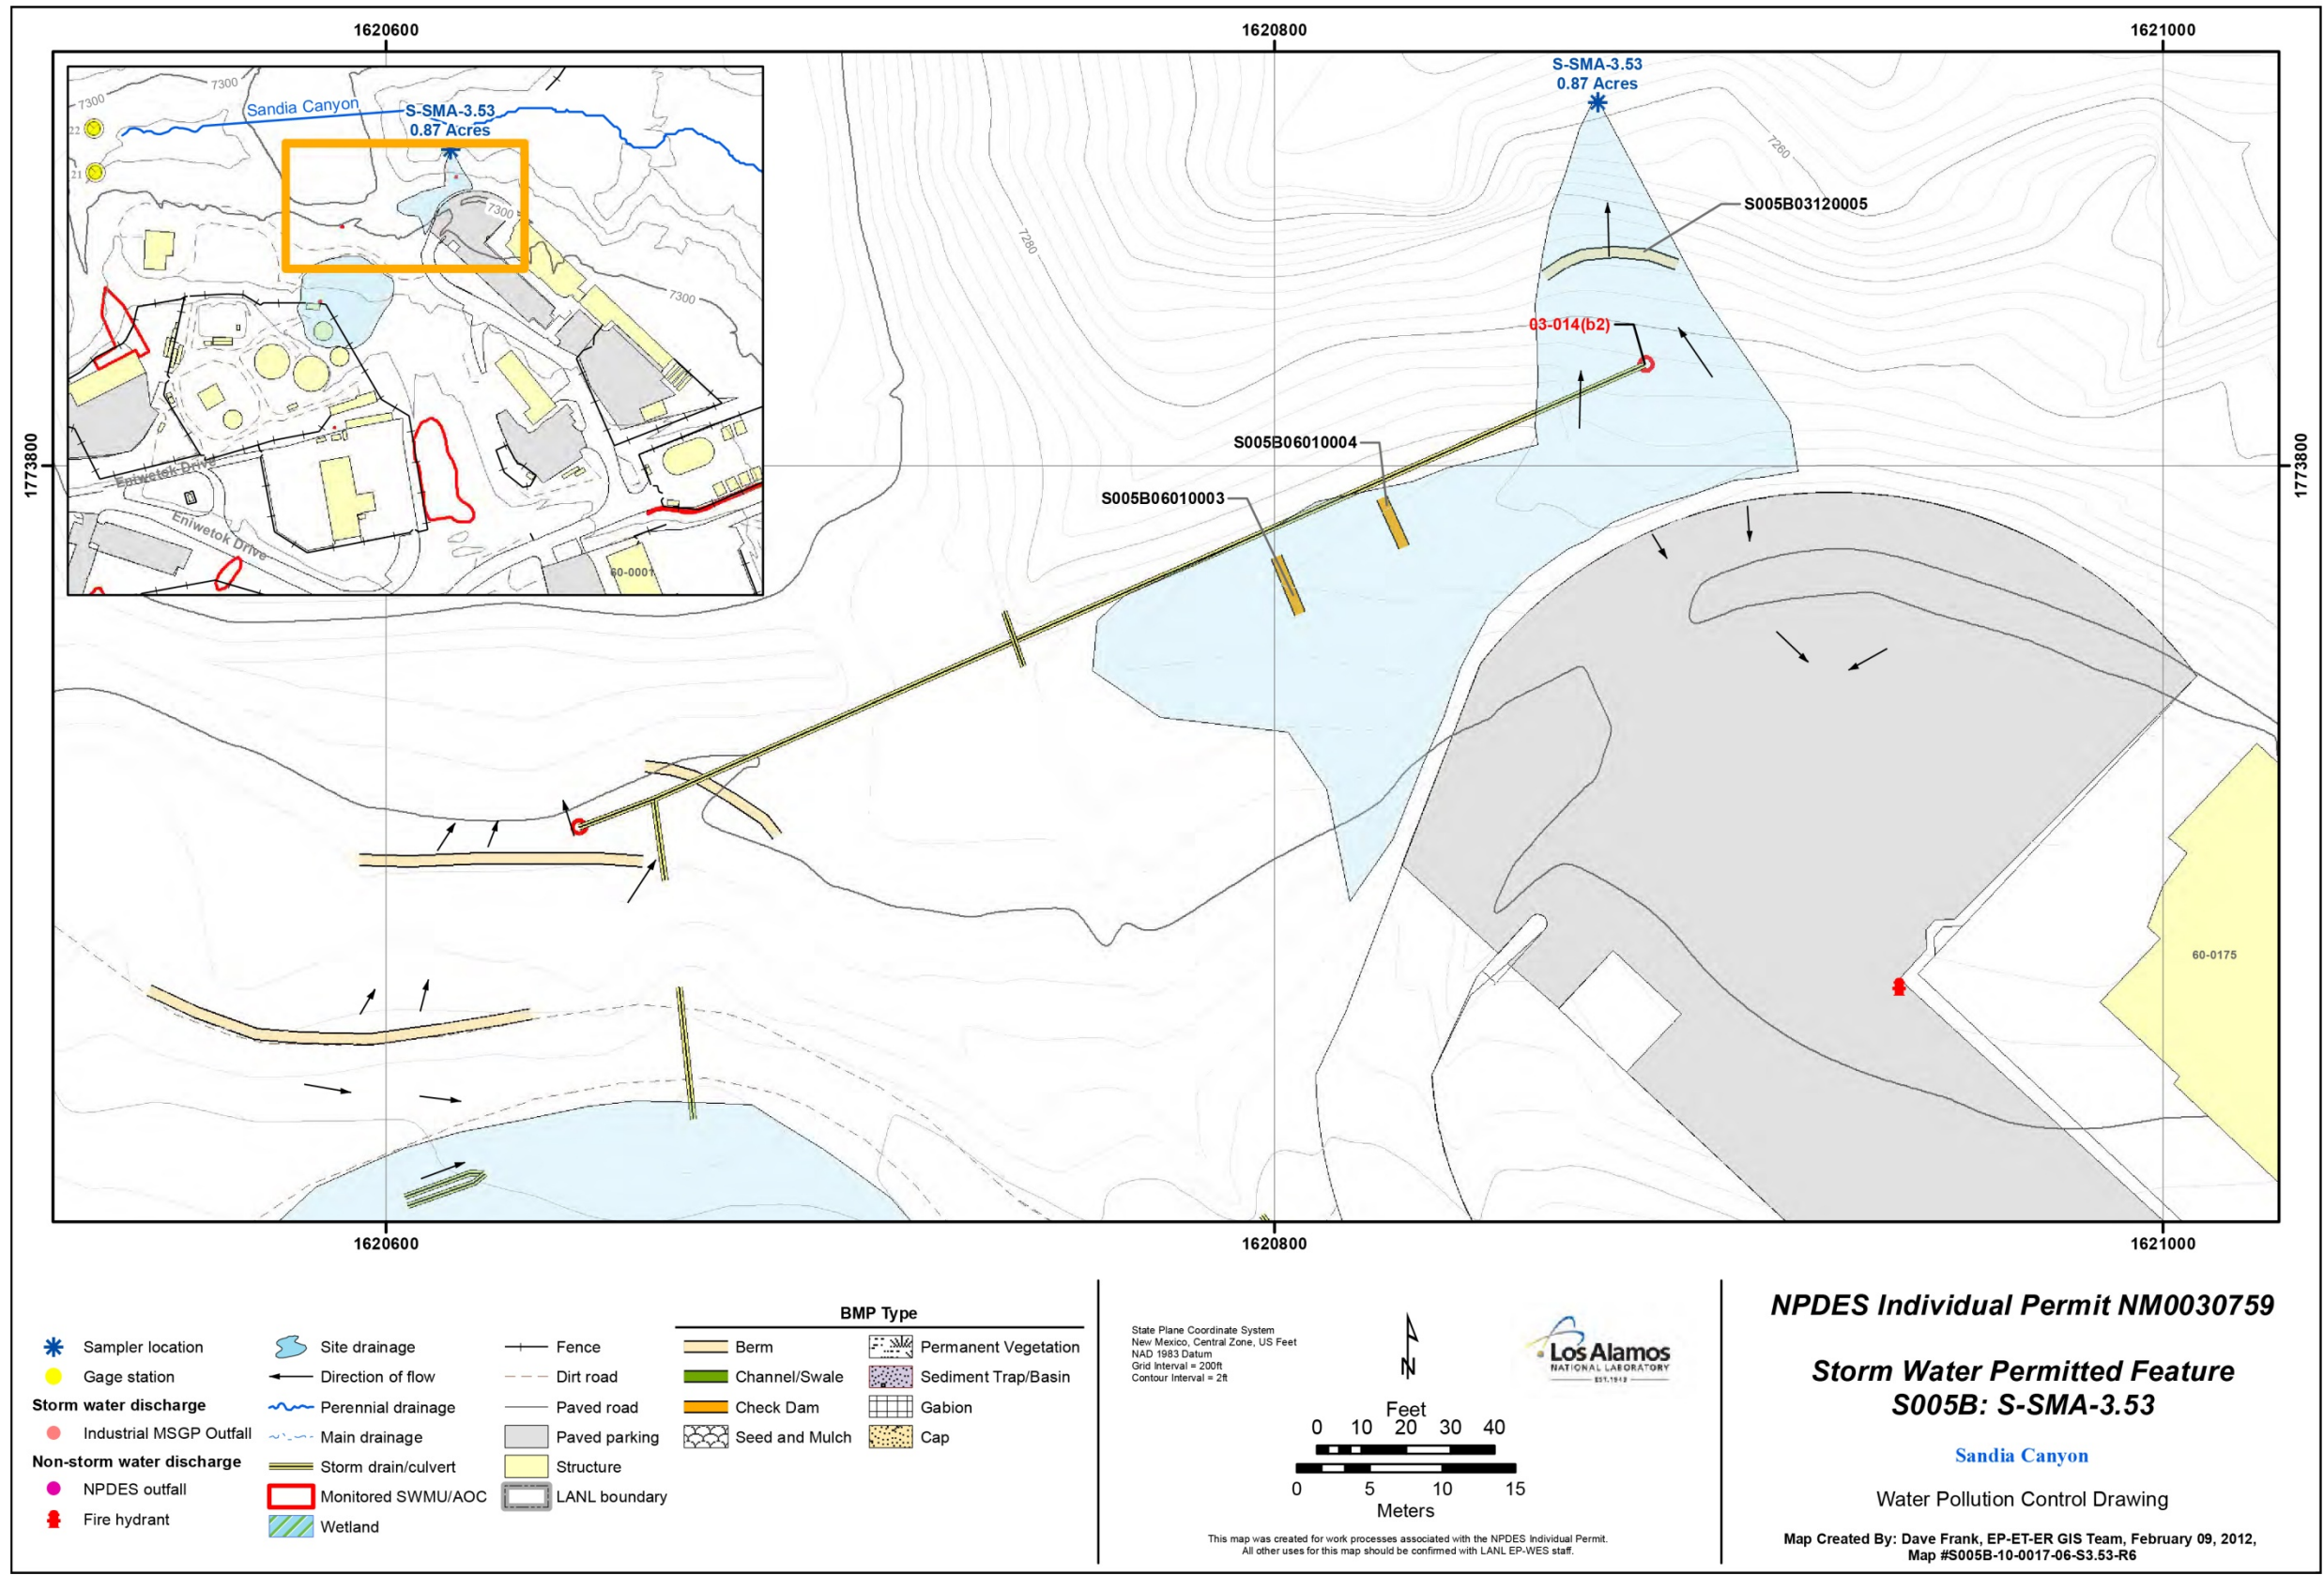 1620600
1620800
1621000
7300
7300
Sandia Canyon
S-SMA-3.53
0.87 Acres
22
21
7300
7300
Eniwetok Drive
Eniwetok Drive
60-0001
S-SMA-3.53
0.87 Acres
7260
7280
S005B03120005
03-014(b2)
S005B06010004
S005B06010003
1773800
1773800
60-0175
1620600
1620800
1621000
Sampler location
Gage station
Storm water discharge
Industrial MSGP Outfall
Non-storm water discharge
NPDES outfall
Fire hydrant
Site drainage
Direction of flow
Perennial drainage
Main drainage
Storm drain/culvert
Monitored SWMU/AOC
Wetland
Fence
Dirt road
Paved road
Paved parking
Structure
LANL boundary
BMP Type
Berm
Channel/Swale
Check Dam
Seed and Mulch
Permanent Vegetation
Sediment Trap/Basin
Gabion
Cap
State Plane Coordinate System
New Mexico, Central Zone, US Feet
NAD 1983 Datum
Grid Interval = 200ft
Contour Interval = 2ft
N
Los Alamos
NATIONAL LABORATORY
EST.1943
Feet
0 10 20 30 40
0 5 10 15
Meters
This map was created for work processes associated with the NPDES Individual Permit.
All other uses for this map should be confirmed with LANL EP-WES staff.
NPDES Individual Permit NM0030759
Storm Water Permitted Feature
S005B: S-SMA-3.53
Sandia Canyon
Water Pollution Control Drawing
Map Created By: Dave Frank, EP-ET-ER GIS Team, February 09, 2012,
Map #S005B-10-0017-06-S3.53-R6